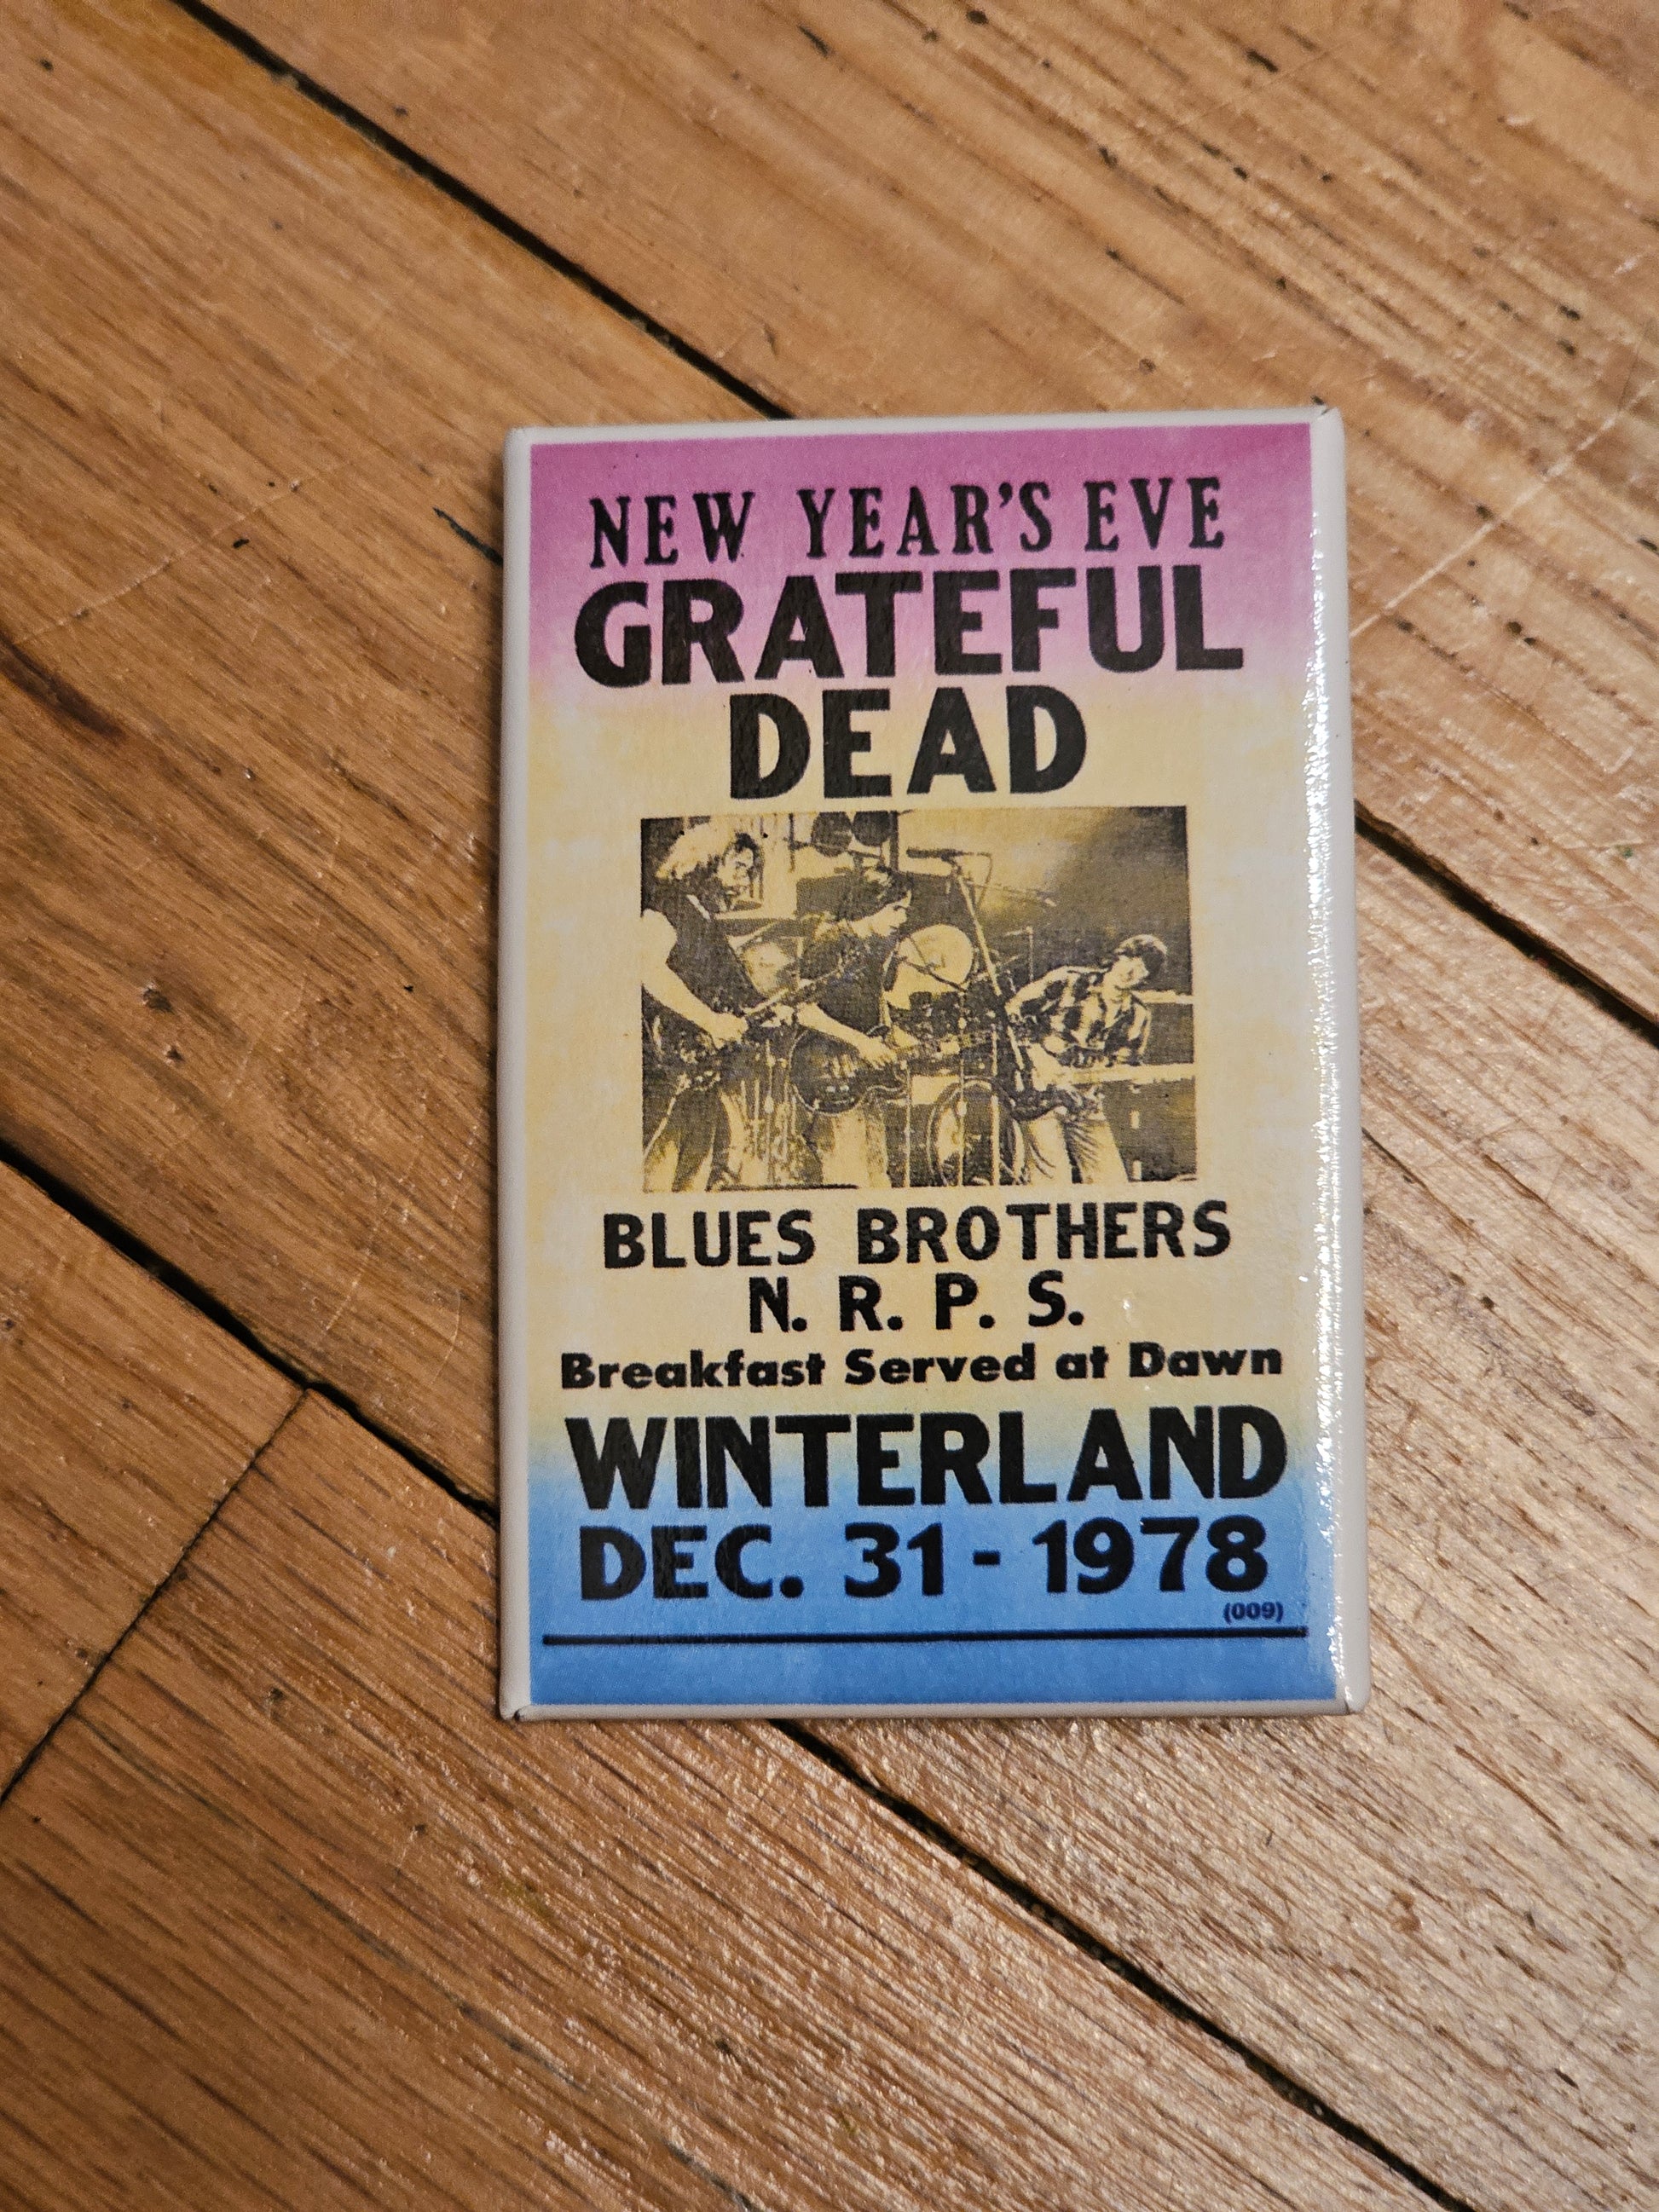 NEW YEAR'S EVE
GRATEFUL
DEAD
BLUES BROTHERS
N. R. P. S.
Breakfast Served at Dawn
WINTERLAND
DEC. 31 - 1978
(009)